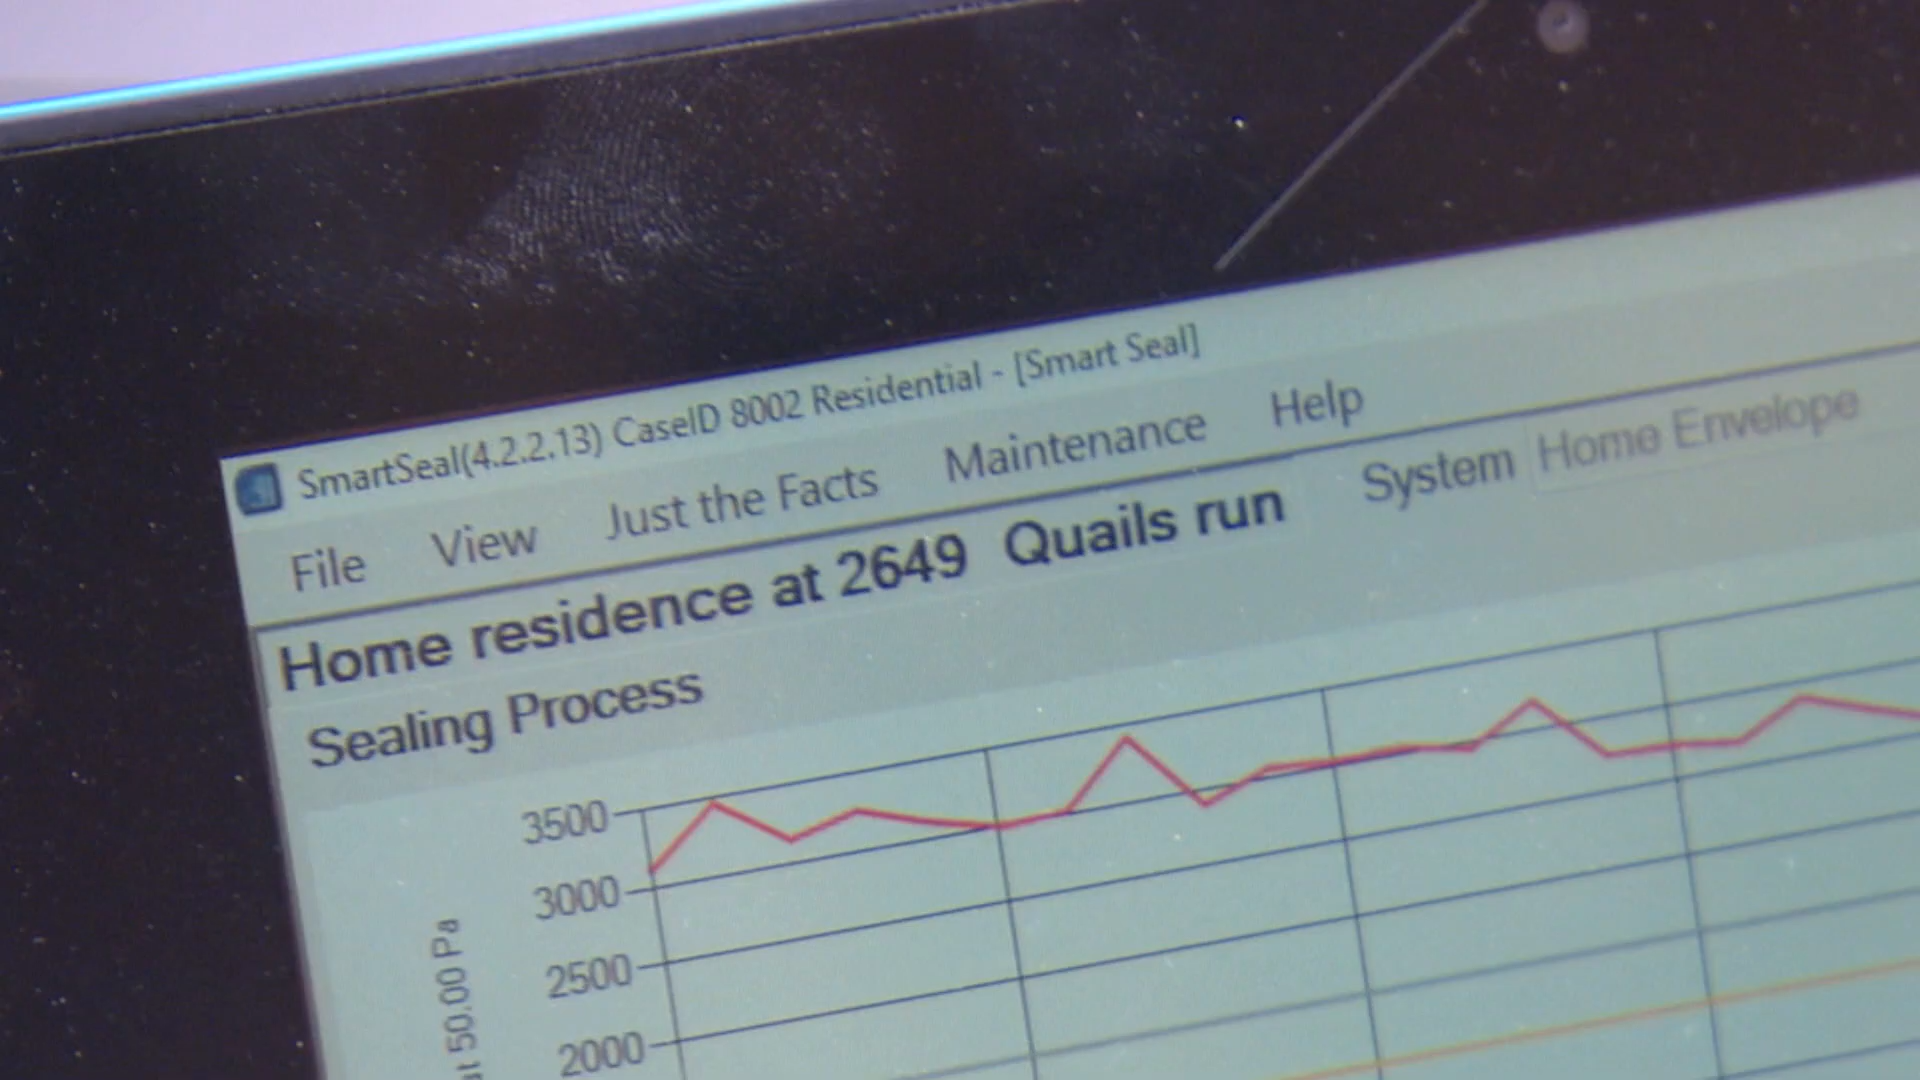 SmartSeal(4.2.2.13) CaseID 8002 Residential - [Smart Seal]
File View Just the Facts Maintenance Help
Home residence at 2649 Quails run System Home Envelope
Sealing Process
3500
3000
2500
2000
50.00 Pa